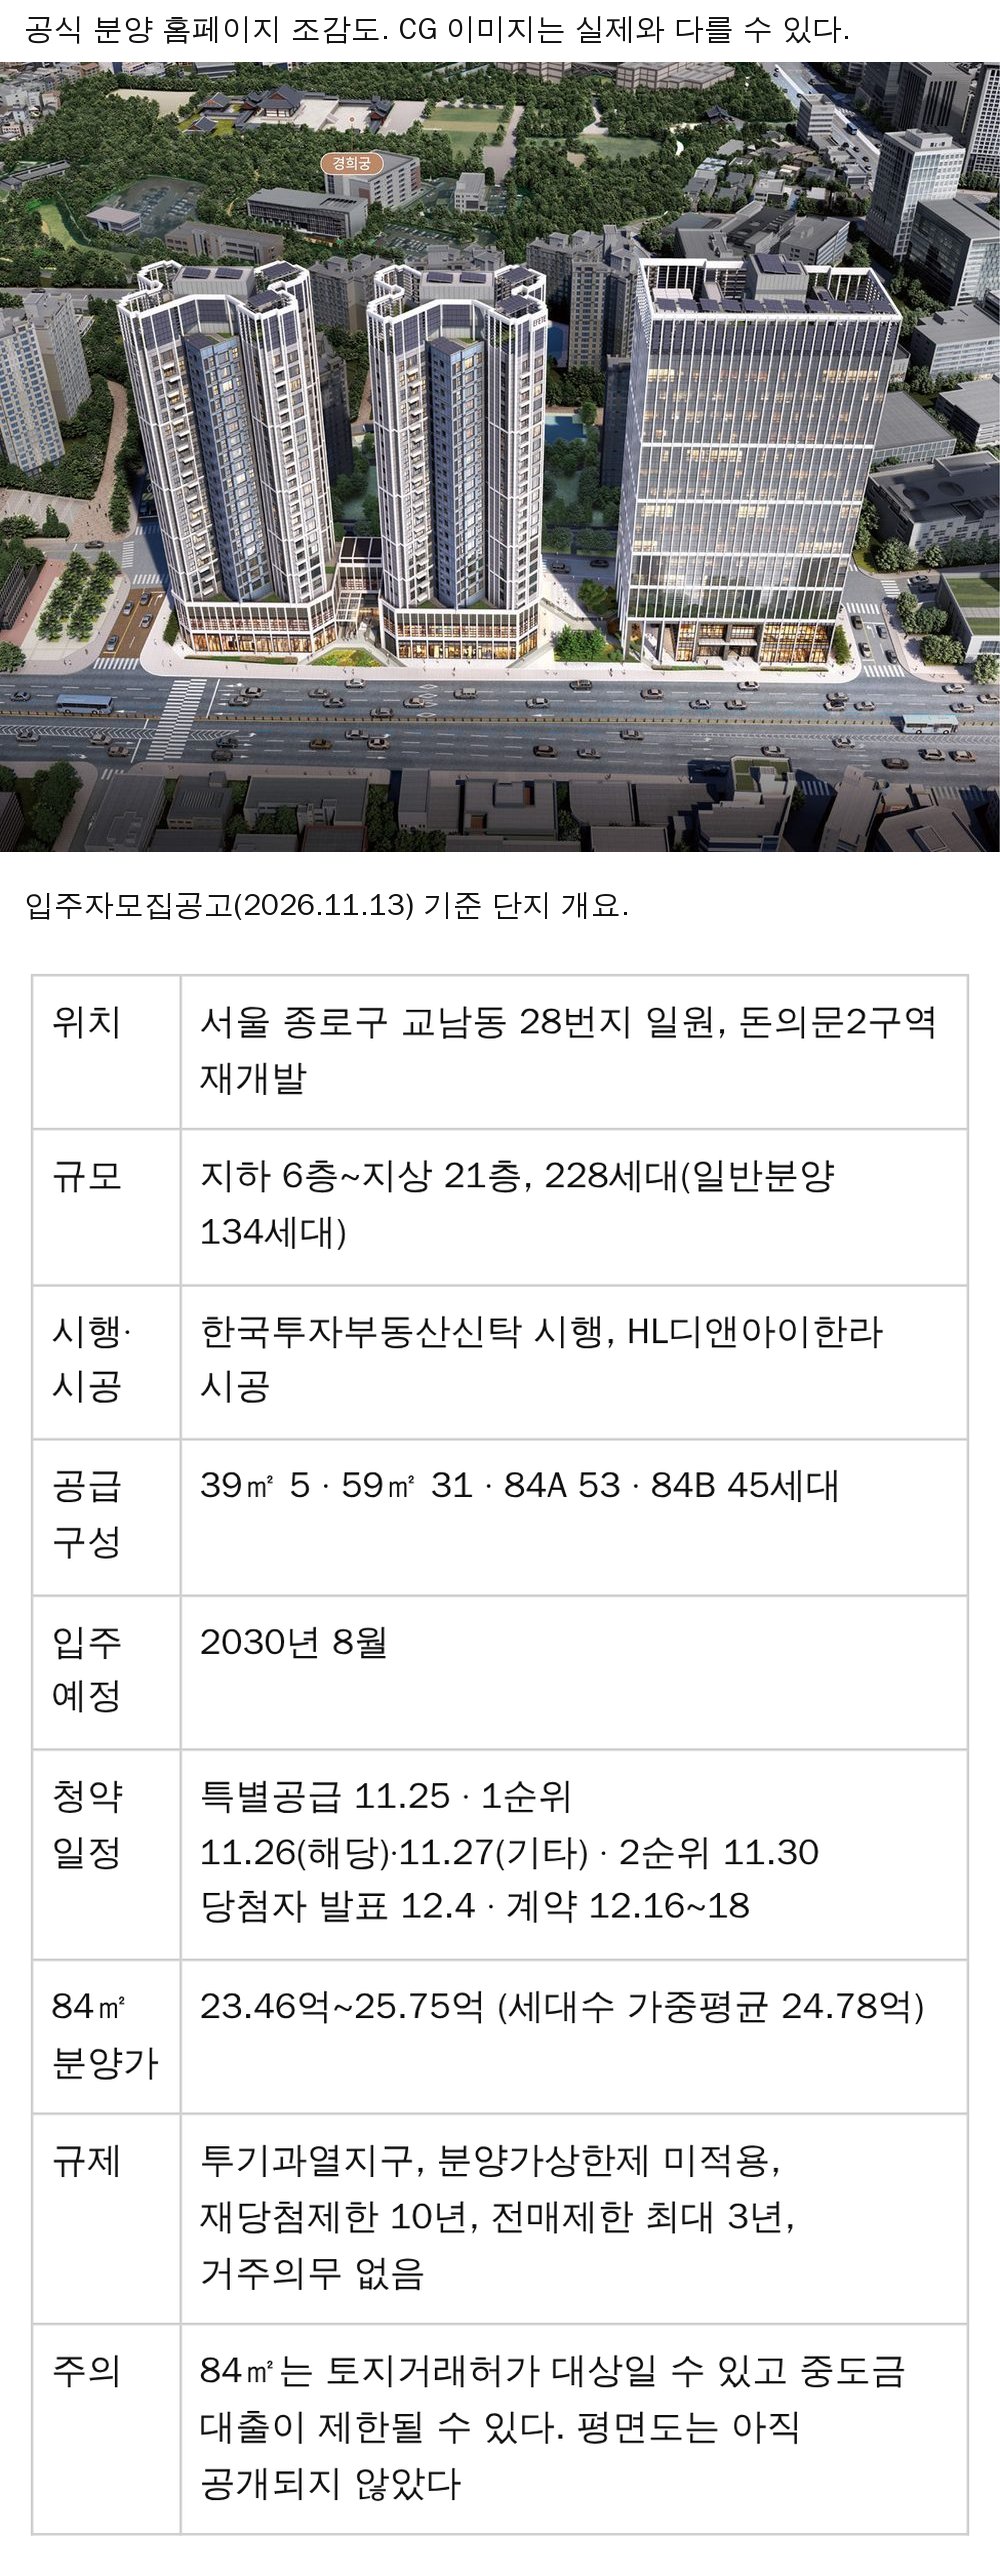 공식 분양 홈페이지 조감도. CG 이미지는 실제와 다를 수 있다.
경희궁
입주자모집공고(2026.11.13) 기준 단지 개요.
위치
서울 종로구 교남동 28번지 일원, 돈의문2구역
재개발
규모
지하 6층~지상 21층, 228세대(일반분양
134세대)
시행·
시공
한국투자부동산신탁 시행, HL디앤아이한라
시공
공급
구성
39㎡ 5 · 59㎡ 31 · 84A 53 · 84B 45세대
입주
예정
2030년 8월
청약
일정
특별공급 11.25 · 1순위
11.26(해당)·11.27(기타) · 2순위 11.30
당첨자 발표 12.4 · 계약 12.16~18
84㎡
분양가
23.46억~25.75억 (세대수 가중평균 24.78억)
규제
투기과열지구, 분양가상한제 미적용,
재당첨제한 10년, 전매제한 최대 3년,
거주의무 없음
주의
84㎡는 토지거래허가 대상일 수 있고 중도금
대출이 제한될 수 있다. 평면도는 아직
공개되지 않았다